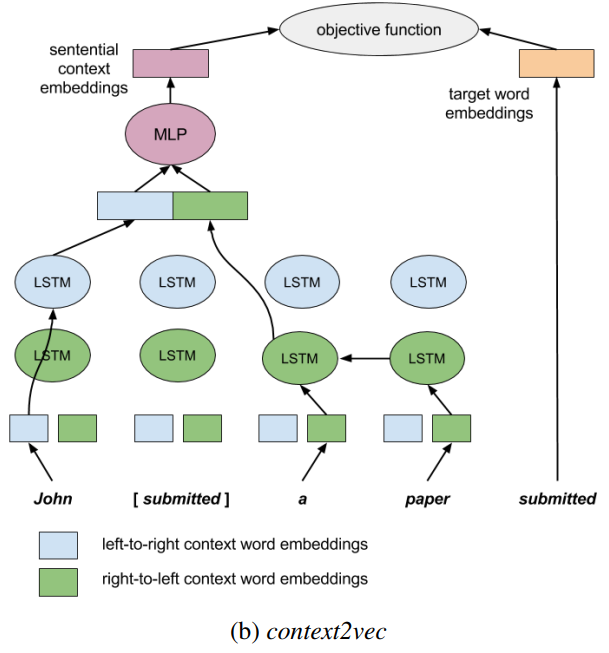 objective function
sentential
context
embeddings
target word
embeddings
MLP
LSTM LSTM LSTM LSTM
LSTM LSTM LSTM LSTM
John [ submitted ] a paper submitted
left-to-right context word embeddings
right-to-left context word embeddings
(b) context2vec